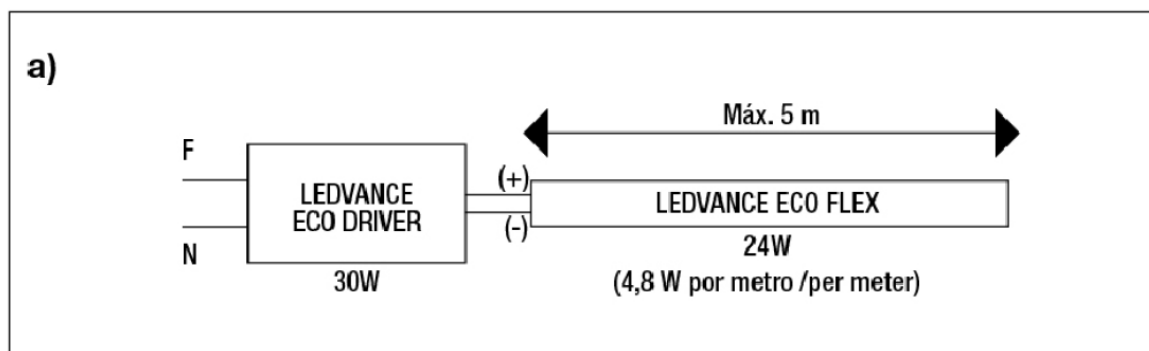 a)
Máx. 5 m
F
(+)
LEDVANCE
ECO DRIVER
LEDVANCE ECO FLEX
(-)
N
24W
30W
(4,8 W por metro /per meter)